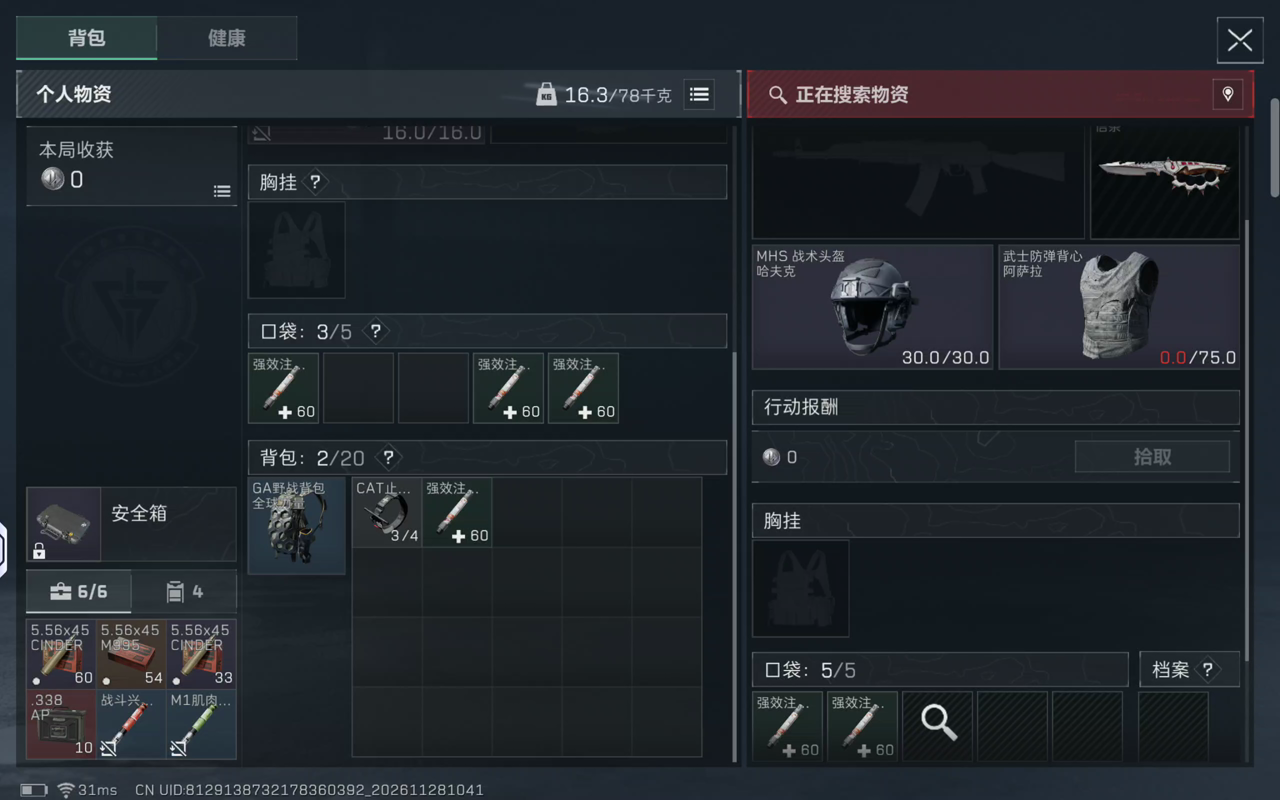 背包
健康
个人物资
KG
16.3/78千克
正在搜索物资
本局收获
0
16.0/16.0
胸挂 ?
口袋: 3/5 ?
强效注...
60
强效注...
60
强效注...
60
背包: 2/20 ?
GA野战背包
CAT止...
3/4
强效注...
60
安全箱
6/6
4
5.56x45
CINDER
60
5.56x45
M995
54
5.56x45
CINDER
33
.338
AP
10
战斗兴...
M1肌肉...
MHS 战术头盔
哈夫克
30.0/30.0
武士防弹背心
阿萨拉
0.0/75.0
行动报酬
0
拾取
胸挂
口袋: 5/5
档案 ?
强效注...
60
强效注...
60
31ms
CN UID:8129138732178360392_202611281041